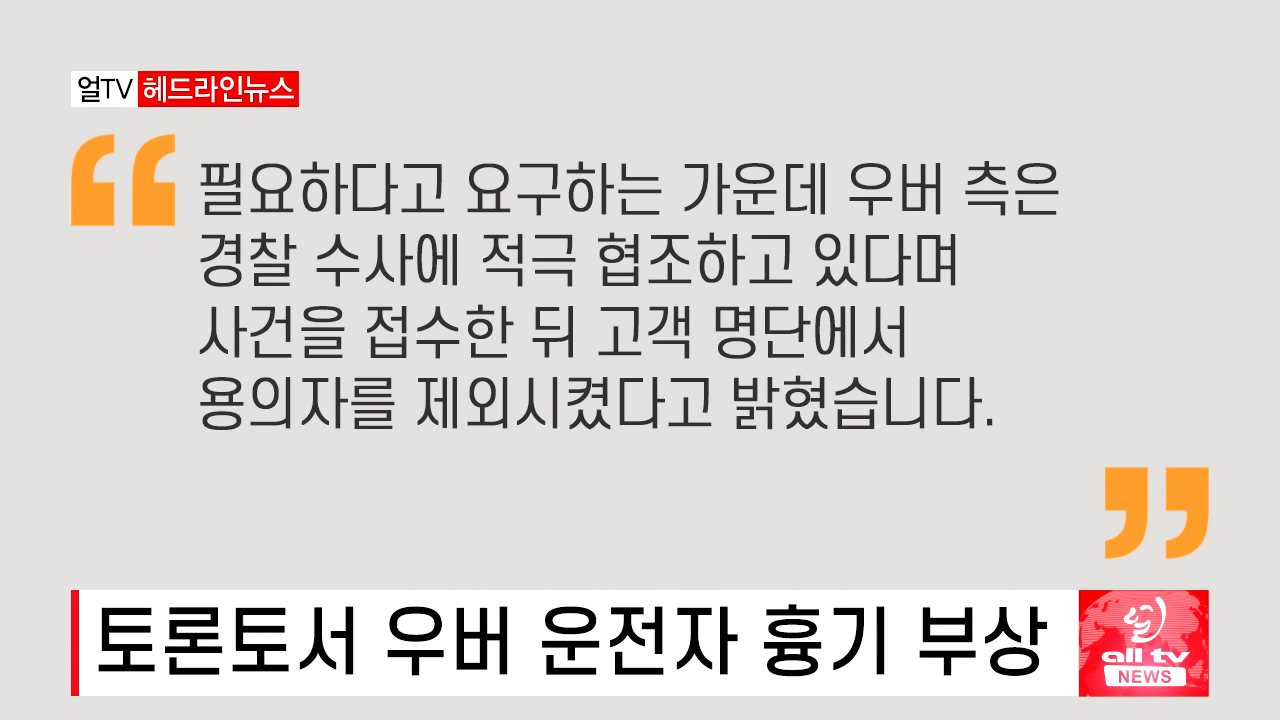 얼TV 헤드라인뉴스
필요하다고 요구하는 가운데 우버 측은
경찰 수사에 적극 협조하고 있다며
사건을 접수한 뒤 고객 명단에서
용의자를 제외시켰다고 밝혔습니다.
토론토서 우버 운전자 흉기 부상
얼
all tv
NEWS